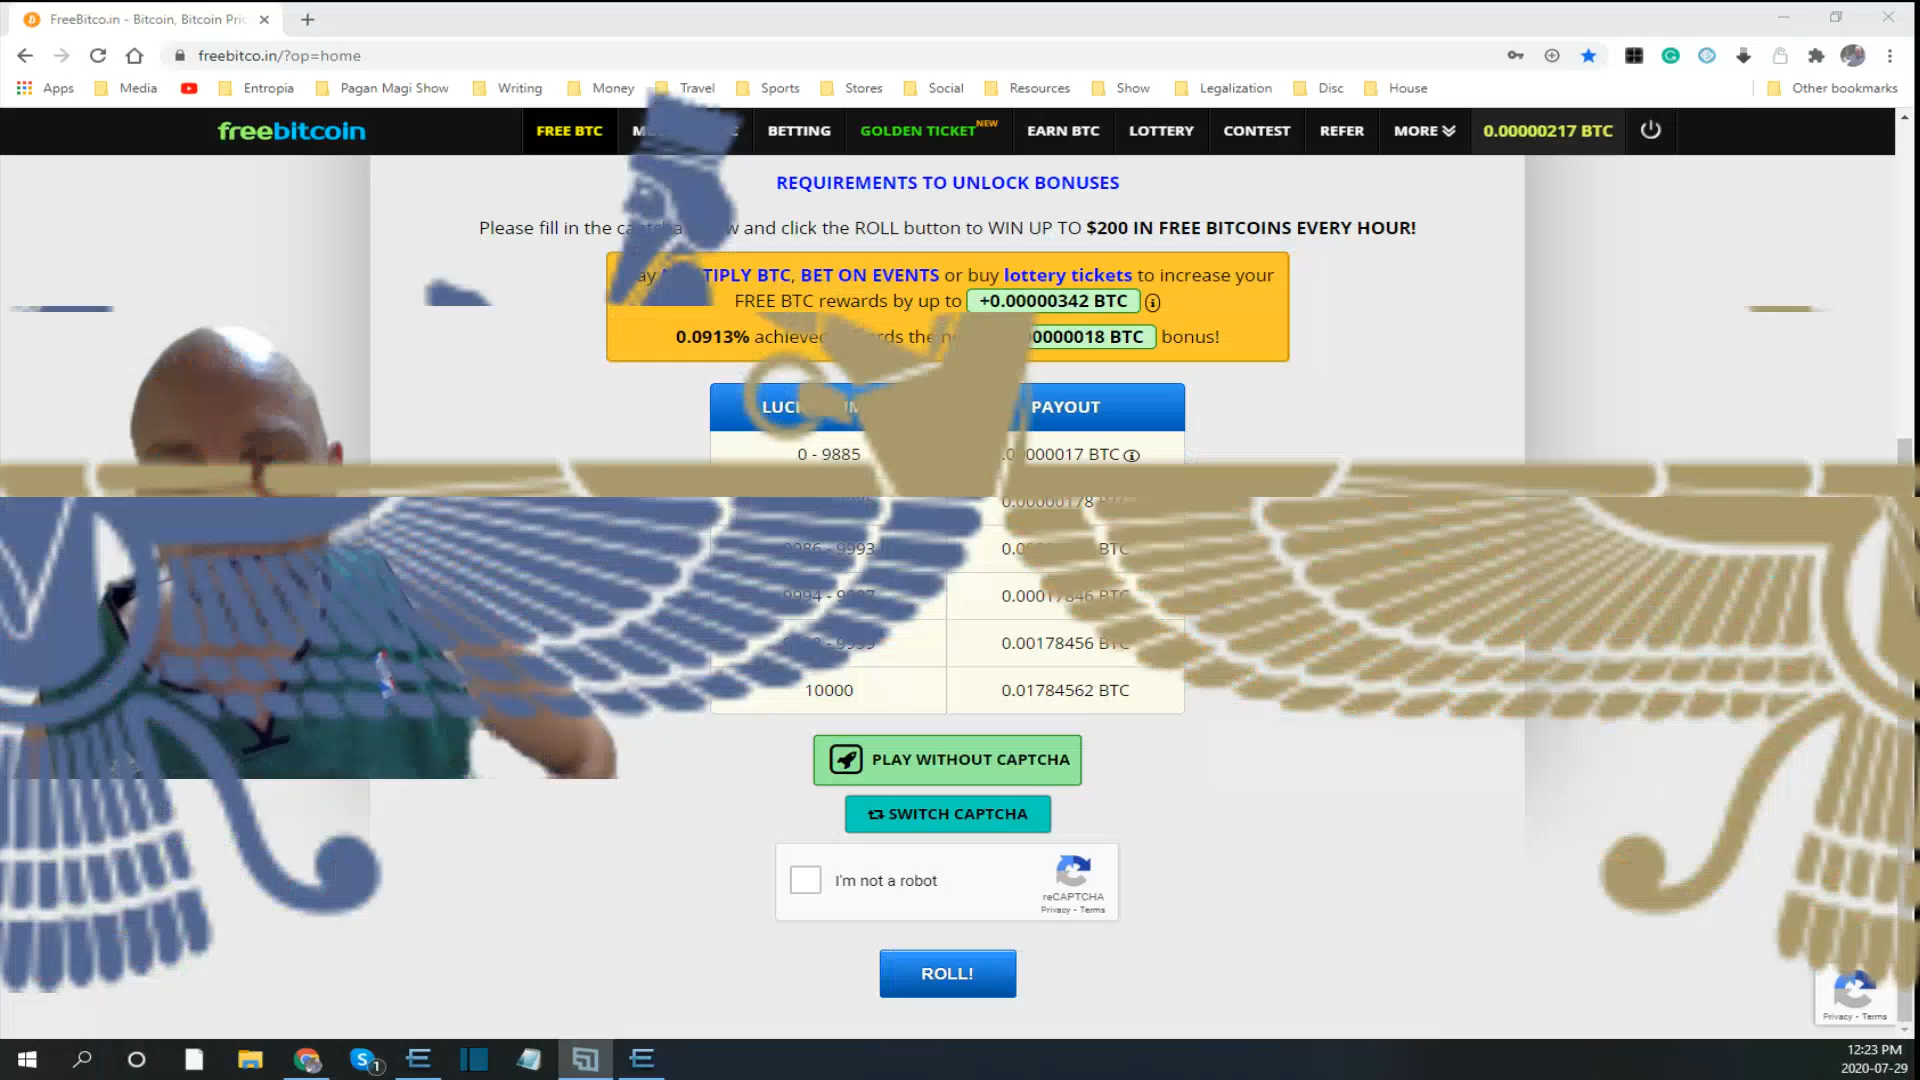 FreeBitco.in - Bitcoin, Bitcoin Pric
freebitco.in/?op=home
Apps Media Entropia Pagan Magi Show Writing Money Travel Sports Stores Social Resources Show Legalization Disc House Other bookmarks
freebitcoin FREE BTC BETTING GOLDEN TICKET NEW EARN BTC LOTTERY CONTEST REFER MORE 0.00000217 BTC
REQUIREMENTS TO UNLOCK BONUSES
Please fill in the and click the ROLL button to WIN UP TO $200 IN FREE BITCOINS EVERY HOUR!
BTC, BET ON EVENTS or buy lottery tickets to increase your
FREE BTC rewards by up to +0.00000342 BTC
0.0913% bonus!
PAYOUT
0 - 9885
9986 - 9993 BTC
0.00017846 BTC
0.00178456 BTC
10000 0.01784562 BTC
PLAY WITHOUT CAPTCHA
SWITCH CAPTCHA
I'm not a robot
reCAPTCHA
Privacy - Terms
ROLL!
Privacy - Terms
S 1
12:23 PM
2020-07-29